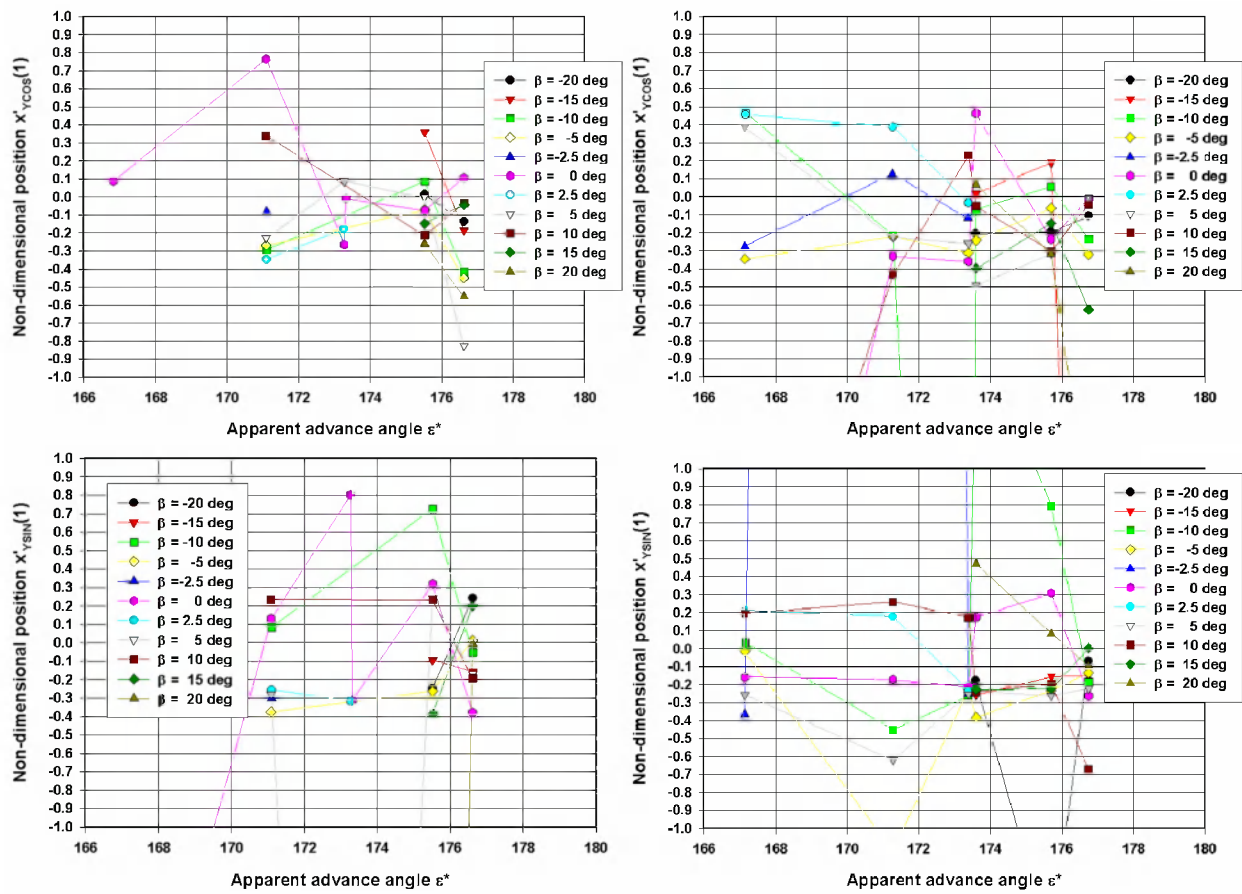 1.0
0.9
0.8
0.7
0.6
0.5
0.4
0.3
0.2
0.1
0.0
-0.1
-0.2
-0.3
-0.4
-0.5
-0.6
-0.7
-0.8
-0.9
-1.0
Non-dimensional position x'YCOS(1)
β = -20 deg
β = -15 deg
β = -10 deg
β = -5 deg
β = -2.5 deg
β = 0 deg
β = 2.5 deg
β = 5 deg
β = 10 deg
β = 15 deg
β = 20 deg
166 168 170 172 174 176 178 180
Apparent advance angle ε*
1.0
0.9
0.8
0.7
0.6
0.5
0.4
0.3
0.2
0.1
0.0
-0.1
-0.2
-0.3
-0.4
-0.5
-0.6
-0.7
-0.8
-0.9
-1.0
Non-dimensional position x'YCOS(1)
β = -20 deg
β = -15 deg
β = -10 deg
β = -5 deg
β = -2.5 deg
β = 0 deg
β = 2.5 deg
β = 5 deg
β = 10 deg
β = 15 deg
β = 20 deg
166 168 170 172 174 176 178 180
Apparent advance angle ε*
1.0
0.9
0.8
0.7
0.6
0.5
0.4
0.3
0.2
0.1
0.0
-0.1
-0.2
-0.3
-0.4
-0.5
-0.6
-0.7
-0.8
-0.9
-1.0
Non-dimensional position x'YSIN(1)
β = -20 deg
β = -15 deg
β = -10 deg
β = -5 deg
β = -2.5 deg
β = 0 deg
β = 2.5 deg
β = 5 deg
β = 10 deg
β = 15 deg
β = 20 deg
166 168 170 172 174 176 178 180
Apparent advance angle ε*
1.0
0.9
0.8
0.7
0.6
0.5
0.4
0.3
0.2
0.1
0.0
-0.1
-0.2
-0.3
-0.4
-0.5
-0.6
-0.7
-0.8
-0.9
-1.0
Non-dimensional position x'YSIN(1)
β = -20 deg
β = -15 deg
β = -10 deg
β = -5 deg
β = -2.5 deg
β = 0 deg
β = 2.5 deg
β = 5 deg
β = 10 deg
β = 15 deg
β = 20 deg
166 168 170 172 174 176 178 180
Apparent advance angle ε*